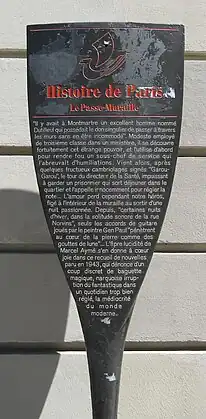 Histoire de Paris
Le Passe-Muraille
"Il y avait à Montmartre un excellent homme nommé
Dutilleul qui possédait le don singulier de passer à travers
les murs sans en être incommodé". Modeste employé
de troisième classe dans un ministère, il se découvre
fortuitement cet étrange pouvoir, et l'utilise d'abord
pour rendre fou un sous-chef de service qui
l'abreuvait d'humiliations. Vient alors, après
quelques fructueux cambriolages signés "Garou-
Garou", le tour du directeur de la Santé, impuissant
à garder un prisonnier qui sort déjeuner dans le
quartier et l'appelle innocemment pour régler la
note... L'amour perd cependant notre héros,
figé à l'intérieur de la muraille au sortir d'une
nuit passionnée. Depuis, "certaines nuits
d'hiver, dans la solitude sonore de la rue
Norvins", seuls les accords de guitare
joués par le peintre Gen Paul "pénètrent
au cœur de la pierre comme des
gouttes de lune"... L'âpre lucidité de
Marcel Aymé s'en donne à cœur
joie dans ce recueil de nouvelles
paru en 1943, qui dénonce d'un
coup discret de baguette
magique, narquoise irrup-
tion du fantastique dans
un quotidien trop bien
réglé, la médiocrité
du monde
moderne.